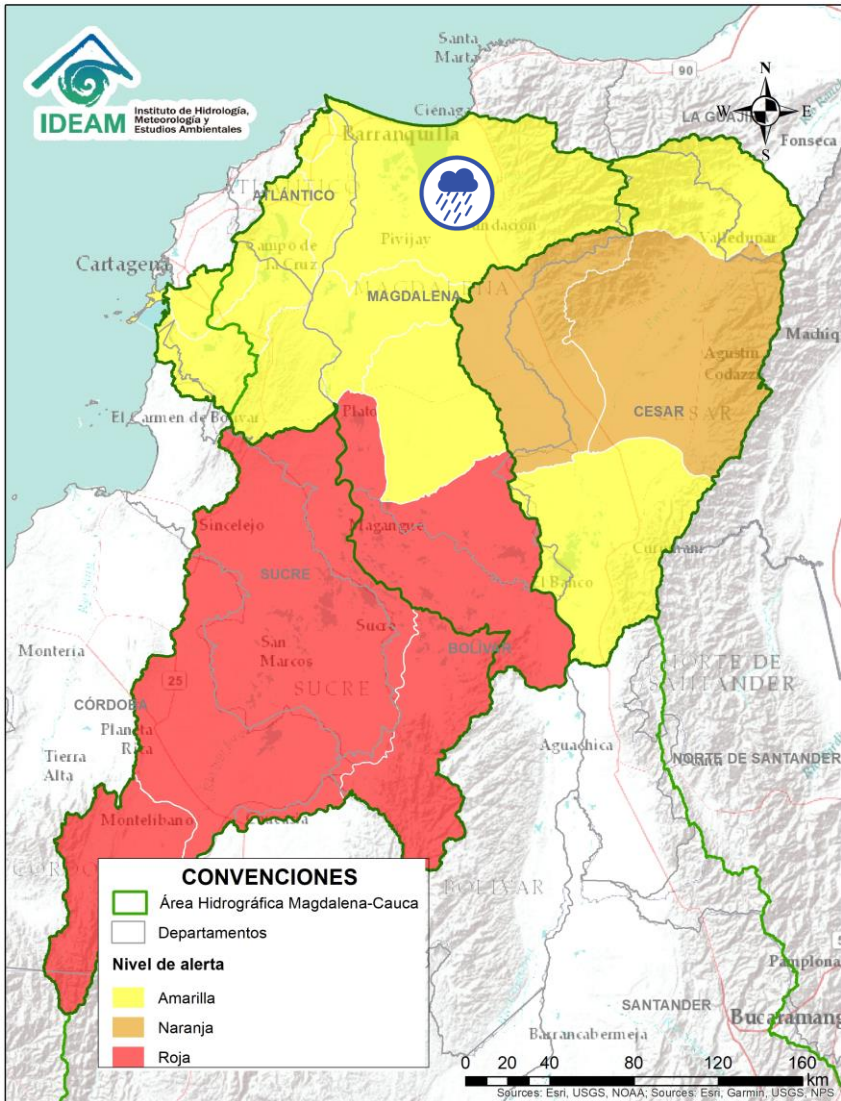 IDEAM
Instituto de Hidrología,
Meteorología y
Estudios Ambientales
Santa
Marta
90
N
W
E
S
Ciénaga
LA GUAJIR
Fonseca
Barranquilla
ATLÁNTICO
Valledupar
Pivijay
Campo de
la Cruz
Cartagena
MAGDALENA
Machiq
Agustín
Codazzi
El Carmen de Bolívar
Plato
CESAR
Sincelejo
Magangue
SUCRE
Curumaní
El Banco
San
Marcos
Sucre
BOLÍVAR
Montería
SUCRE
25
NORTE DE
SANTANDER
CÓRDOBA
Planeta
Rica
Tierra
Alta
Aguachica
NORTE DE SANTANDER
Montelíbano
Caucasia
BOLÍVAR
CONVENCIONES
Área Hidrográfica Magdalena-Cauca
Departamentos
Nivel de alerta
Amarilla
Naranja
Roja
Pamplona
SANTANDER
Bucaramang
Barrancabermeja
0 20 40 80 120 160
km
Sources: Esri, USGS, NOAA; Sources: Esri, Garmin, USGS, NPS